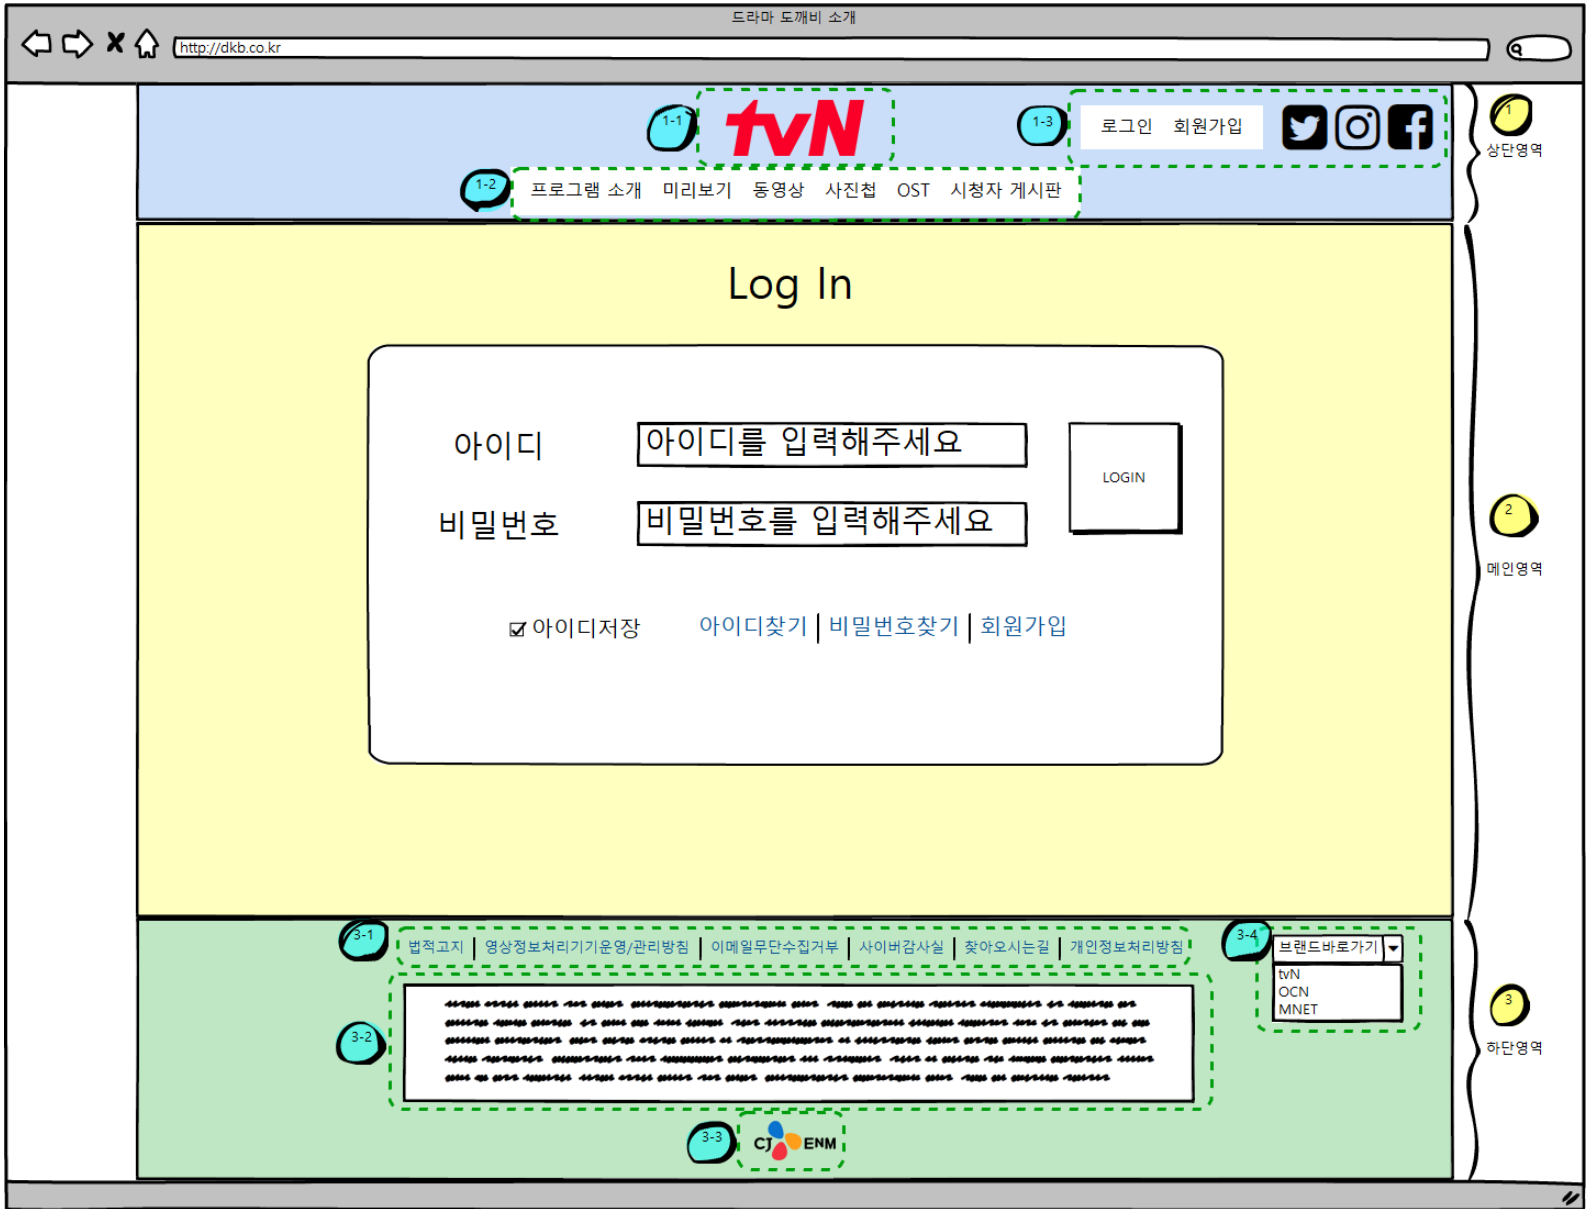 드라마 도깨비 소개
http://dkb.co.kr
1-1
tvN
1-3
로그인 회원가입
1
상단영역
1-2
프로그램 소개 미리보기 동영상 사진첩 OST 시청자 게시판
Log In
아이디
아이디를 입력해주세요
LOGIN
비밀번호
비밀번호를 입력해주세요
2
메인영역
아이디저장
아이디찾기 | 비밀번호찾기 | 회원가입
3-1
법적고지 | 영상정보처리기기운영/관리방침 | 이메일무단수집거부 | 사이버감사실 | 찾아오시는길 | 개인정보처리방침
3-4
브랜드바로가기
tvN
OCN
MNET
3
하단영역
3-2
3-3
CJ ENM